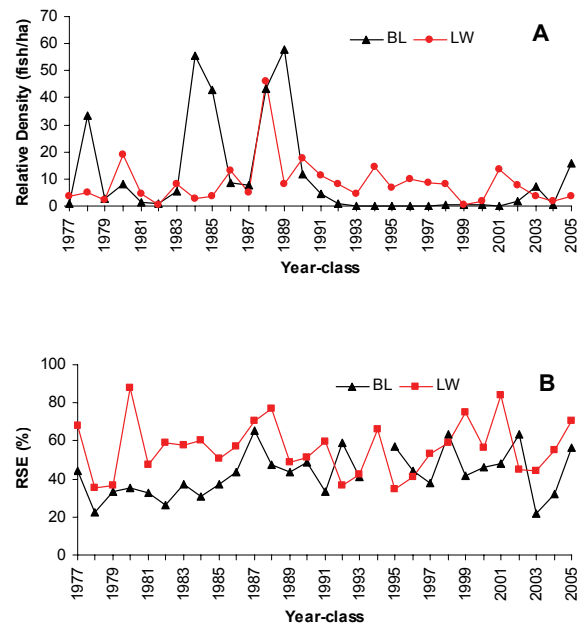 A
BL LW
Relative Density (fish/ha)
70
60
50
40
30
20
10
0
1977 1979 1981 1983 1985 1987 1989 1991 1993 1995 1997 1999 2001 2003 2005
Year-class
B
BL LW
RSE (%)
100
80
60
40
20
0
1977 1979 1981 1983 1985 1987 1989 1991 1993 1995 1997 1999 2001 2003 2005
Year-class